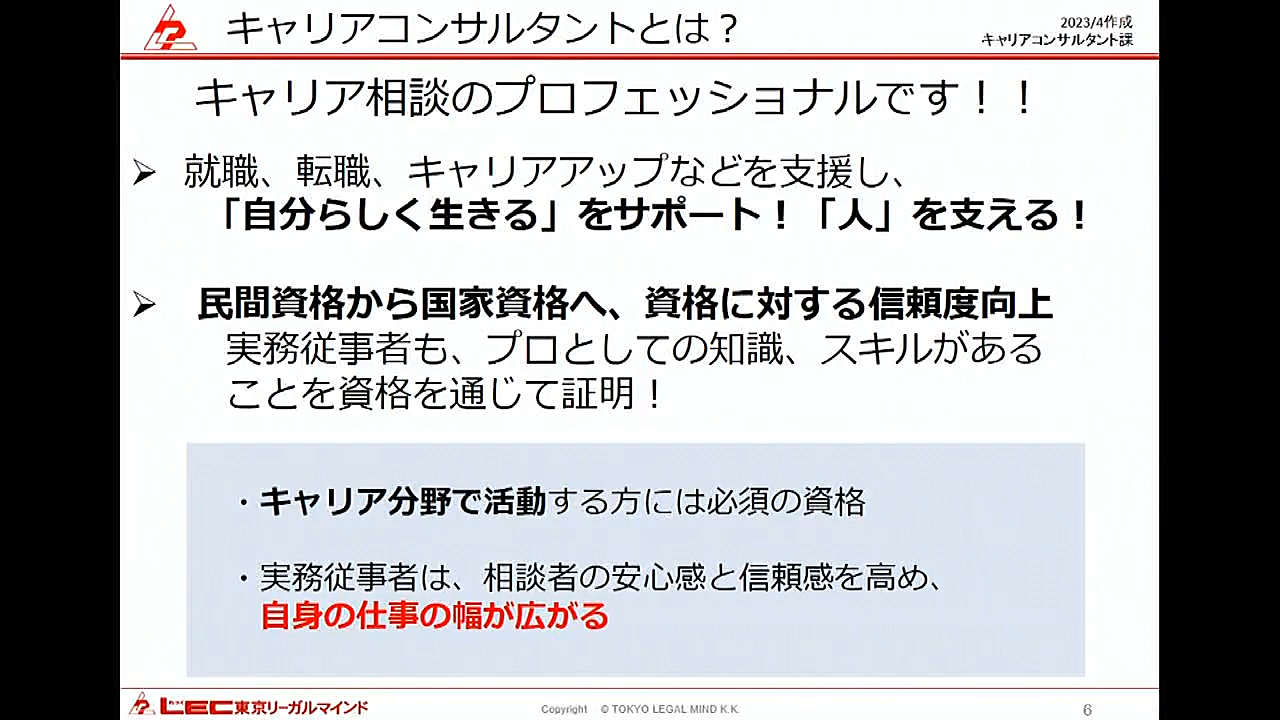 キャリアコンサルタントとは？
2023/4作成
キャリアコンサルタント課
キャリア相談のプロフェッショナルです！！
➢ 就職、転職、キャリアアップなどを支援し、
「自分らしく生きる」をサポート！「人」を支える！
➢ 民間資格から国家資格へ、資格に対する信頼度向上
実務従事者も、プロとしての知識、スキルがある
ことを資格を通じて証明！
・キャリア分野で活動する方には必須の資格
・実務従事者は、相談者の安心感と信頼感を高め、
自身の仕事の幅が広がる
LEC東京リーガルマインド
Copyright © TOKYO LEGAL MIND K.K.
6